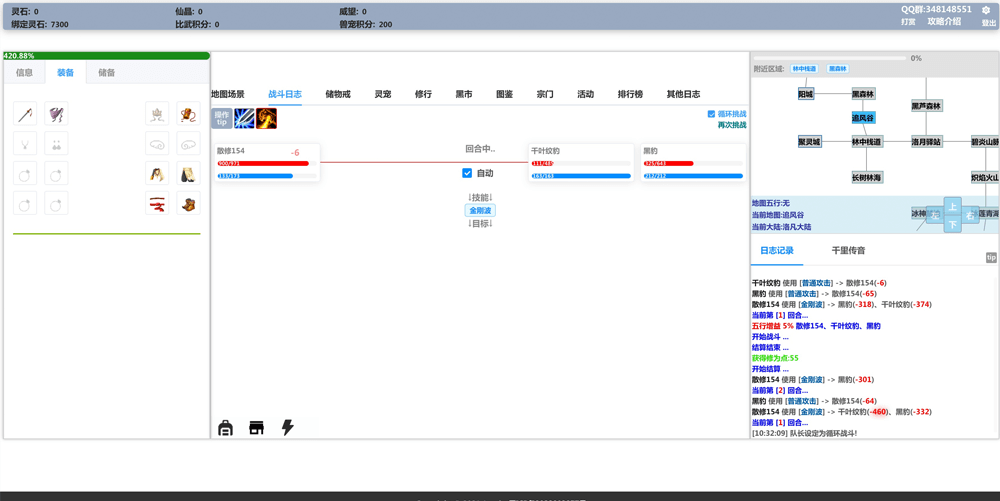 灵石: 0 仙晶: 0 威望: 0 QQ群:348148551
绑定灵石: 7300 比武积分: 0 兽宠积分: 200 打赏 攻略介绍 登出
420.88%
信息 装备 储备
地图场景 战斗日志 储物戒 灵宠 修行 黑市 图鉴 宗门 活动 排行榜 其他日志
操作
tip
循环挑战
再次挑战
散修154 -6
900/971
133/173
回合中..
自动
↓技能↓
金刚波
↓目标↓
千叶纹豹
111/485
163/163
黑豹
325/643
212/212
0%
附近区域: 林中栈道 黑森林
阳城 黑森林
黑芦森林
追风谷
聚灵城 林中栈道 洛月驿站 碧炎山脉
长树林海 炽焰火山
地图五行:无
当前地图:追风谷
当前大陆:洛凡大陆
上
左 右
下
日志记录 千里传音
tip
千叶纹豹 使用 [普通攻击] -> 散修154(-6)
黑豹 使用 [普通攻击] -> 散修154(-65)
散修154 使用 [金刚波] -> 黑豹(-318)、千叶纹豹(-374)
当前第 [1] 回合...
五行增益 5% 散修154、千叶纹豹、黑豹
开始战斗 ...
结算结束 ...
获得修为点:55
开始结算 ...
散修154 使用 [金刚波] -> 黑豹(-301)
当前第 [2] 回合...
黑豹 使用 [普通攻击] -> 散修154(-64)
散修154 使用 [金刚波] -> 千叶纹豹(-460)、黑豹(-332)
当前第 [1] 回合...
[10:32:09] 队长设定为循环战斗!